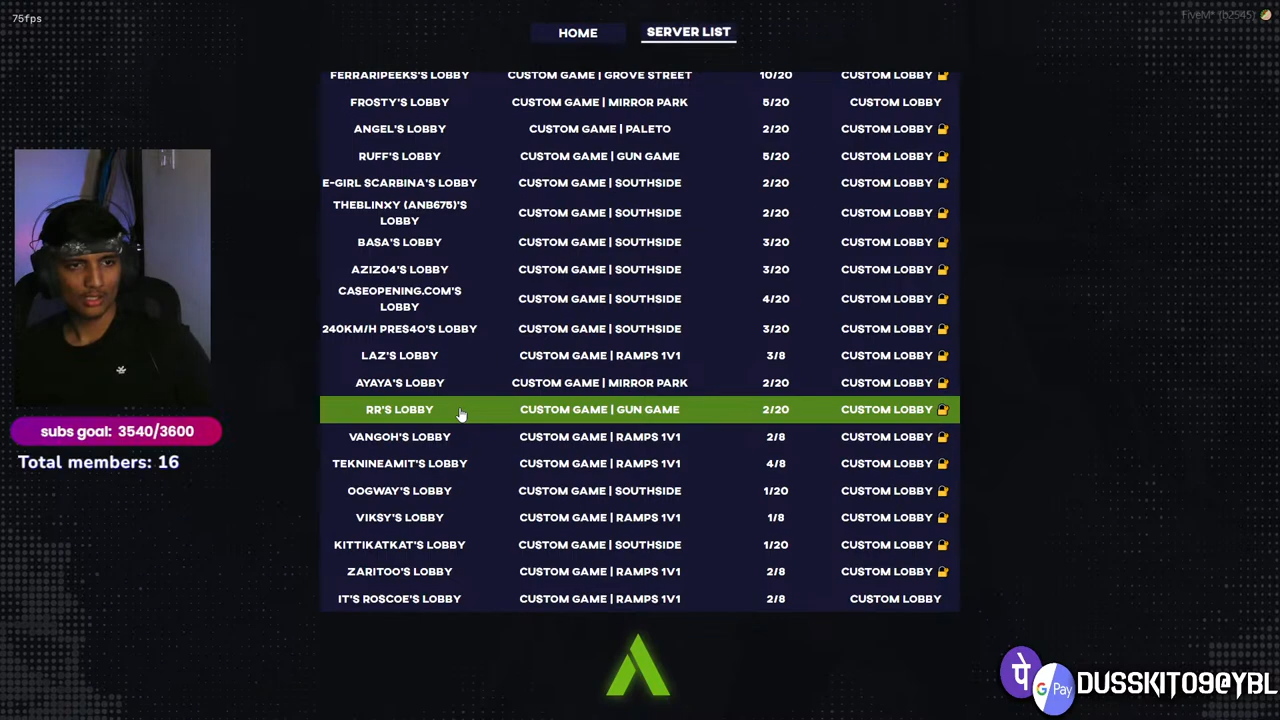 75fps
FiveM® (b2545)
HOME
SERVER LIST
FERRARIPEEKS'S LOBBY CUSTOM GAME | GROVE STREET 10/20 CUSTOM LOBBY
FROSTY'S LOBBY CUSTOM GAME | MIRROR PARK 5/20 CUSTOM LOBBY
ANGEL'S LOBBY CUSTOM GAME | PALETO 2/20 CUSTOM LOBBY
RUFF'S LOBBY CUSTOM GAME | GUN GAME 5/20 CUSTOM LOBBY
E-GIRL SCARBINA'S LOBBY CUSTOM GAME | SOUTHSIDE 2/20 CUSTOM LOBBY
THEBLINXY (ANB675)'S
LOBBY CUSTOM GAME | SOUTHSIDE 2/20 CUSTOM LOBBY
BASA'S LOBBY CUSTOM GAME | SOUTHSIDE 3/20 CUSTOM LOBBY
AZIZ04'S LOBBY CUSTOM GAME | SOUTHSIDE 3/20 CUSTOM LOBBY
CASEOPENING.COM'S
LOBBY CUSTOM GAME | SOUTHSIDE 4/20 CUSTOM LOBBY
240KM/H PRES40'S LOBBY CUSTOM GAME | SOUTHSIDE 3/20 CUSTOM LOBBY
LAZ'S LOBBY CUSTOM GAME | RAMPS 1V1 3/8 CUSTOM LOBBY
AYAYA'S LOBBY CUSTOM GAME | MIRROR PARK 2/20 CUSTOM LOBBY
RR'S LOBBY CUSTOM GAME | GUN GAME 2/20 CUSTOM LOBBY
VANGOH'S LOBBY CUSTOM GAME | RAMPS 1V1 2/8 CUSTOM LOBBY
TEKNINEAMIT'S LOBBY CUSTOM GAME | RAMPS 1V1 4/8 CUSTOM LOBBY
OOGWAY'S LOBBY CUSTOM GAME | SOUTHSIDE 1/20 CUSTOM LOBBY
VIKSY'S LOBBY CUSTOM GAME | RAMPS 1V1 1/8 CUSTOM LOBBY
KITTIKATKAT'S LOBBY CUSTOM GAME | SOUTHSIDE 1/20 CUSTOM LOBBY
ZARITOO'S LOBBY CUSTOM GAME | RAMPS 1V1 2/8 CUSTOM LOBBY
IT'S ROSCOE'S LOBBY CUSTOM GAME | RAMPS 1V1 2/8 CUSTOM LOBBY
subs goal: 3540/3600
Total members: 16
पे
G Pay
DUSSKIT09@YBL